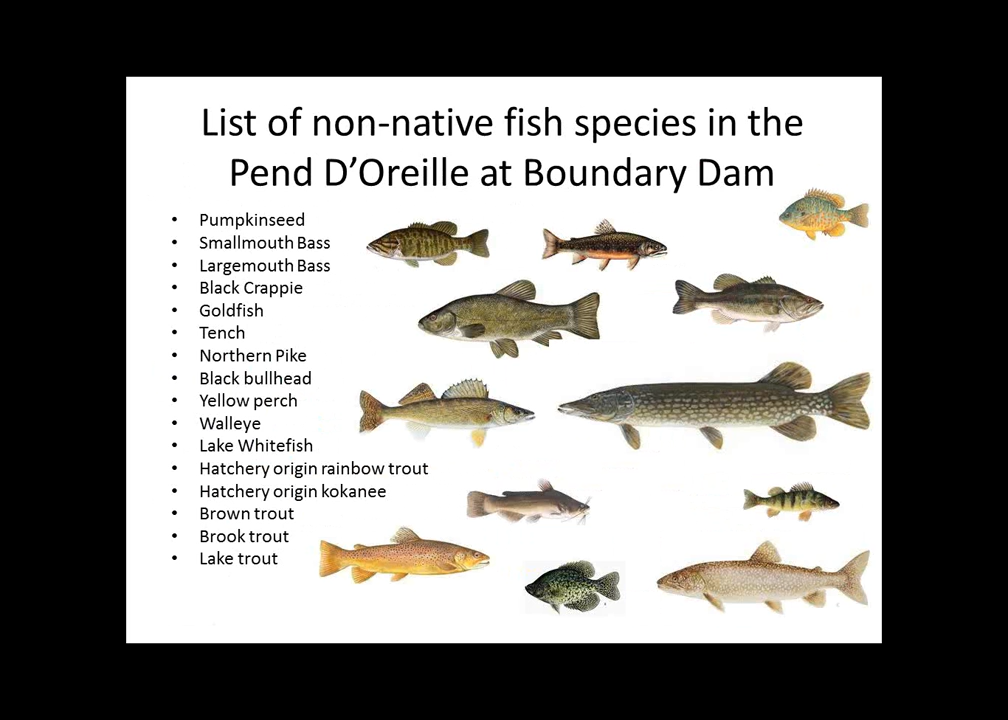 List of non-native fish species in the
Pend D’Oreille at Boundary Dam
• Pumpkinseed
• Smallmouth Bass
• Largemouth Bass
• Black Crappie
• Goldfish
• Tench
• Northern Pike
• Black bullhead
• Yellow perch
• Walleye
• Lake Whitefish
• Hatchery origin rainbow trout
• Hatchery origin kokanee
• Brown trout
• Brook trout
• Lake trout